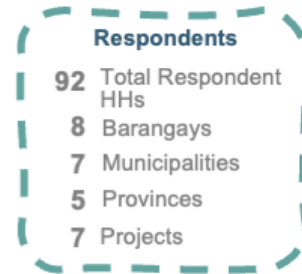 Respondents
92 Total Respondent
HHs
8 Barangays
7 Municipalities
5 Provinces
7 Projects